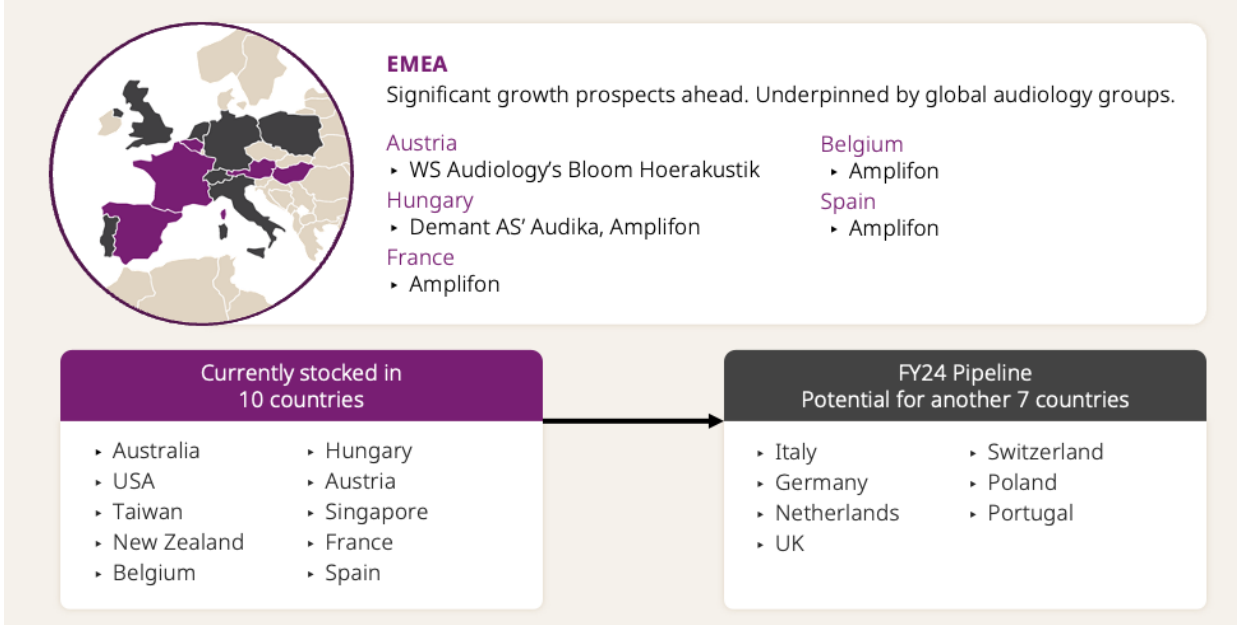 EMEA
Significant growth prospects ahead. Underpinned by global audiology groups.
Austria
‣ WS Audiology’s Bloom Hoerakustik
Hungary
‣ Demant AS’ Audika, Amplifon
France
‣ Amplifon
Belgium
‣ Amplifon
Spain
‣ Amplifon
Currently stocked in
10 countries
‣ Australia
‣ USA
‣ Taiwan
‣ New Zealand
‣ Belgium
‣ Hungary
‣ Austria
‣ Singapore
‣ France
‣ Spain
FY24 Pipeline
Potential for another 7 countries
‣ Italy
‣ Germany
‣ Netherlands
‣ UK
‣ Switzerland
‣ Poland
‣ Portugal